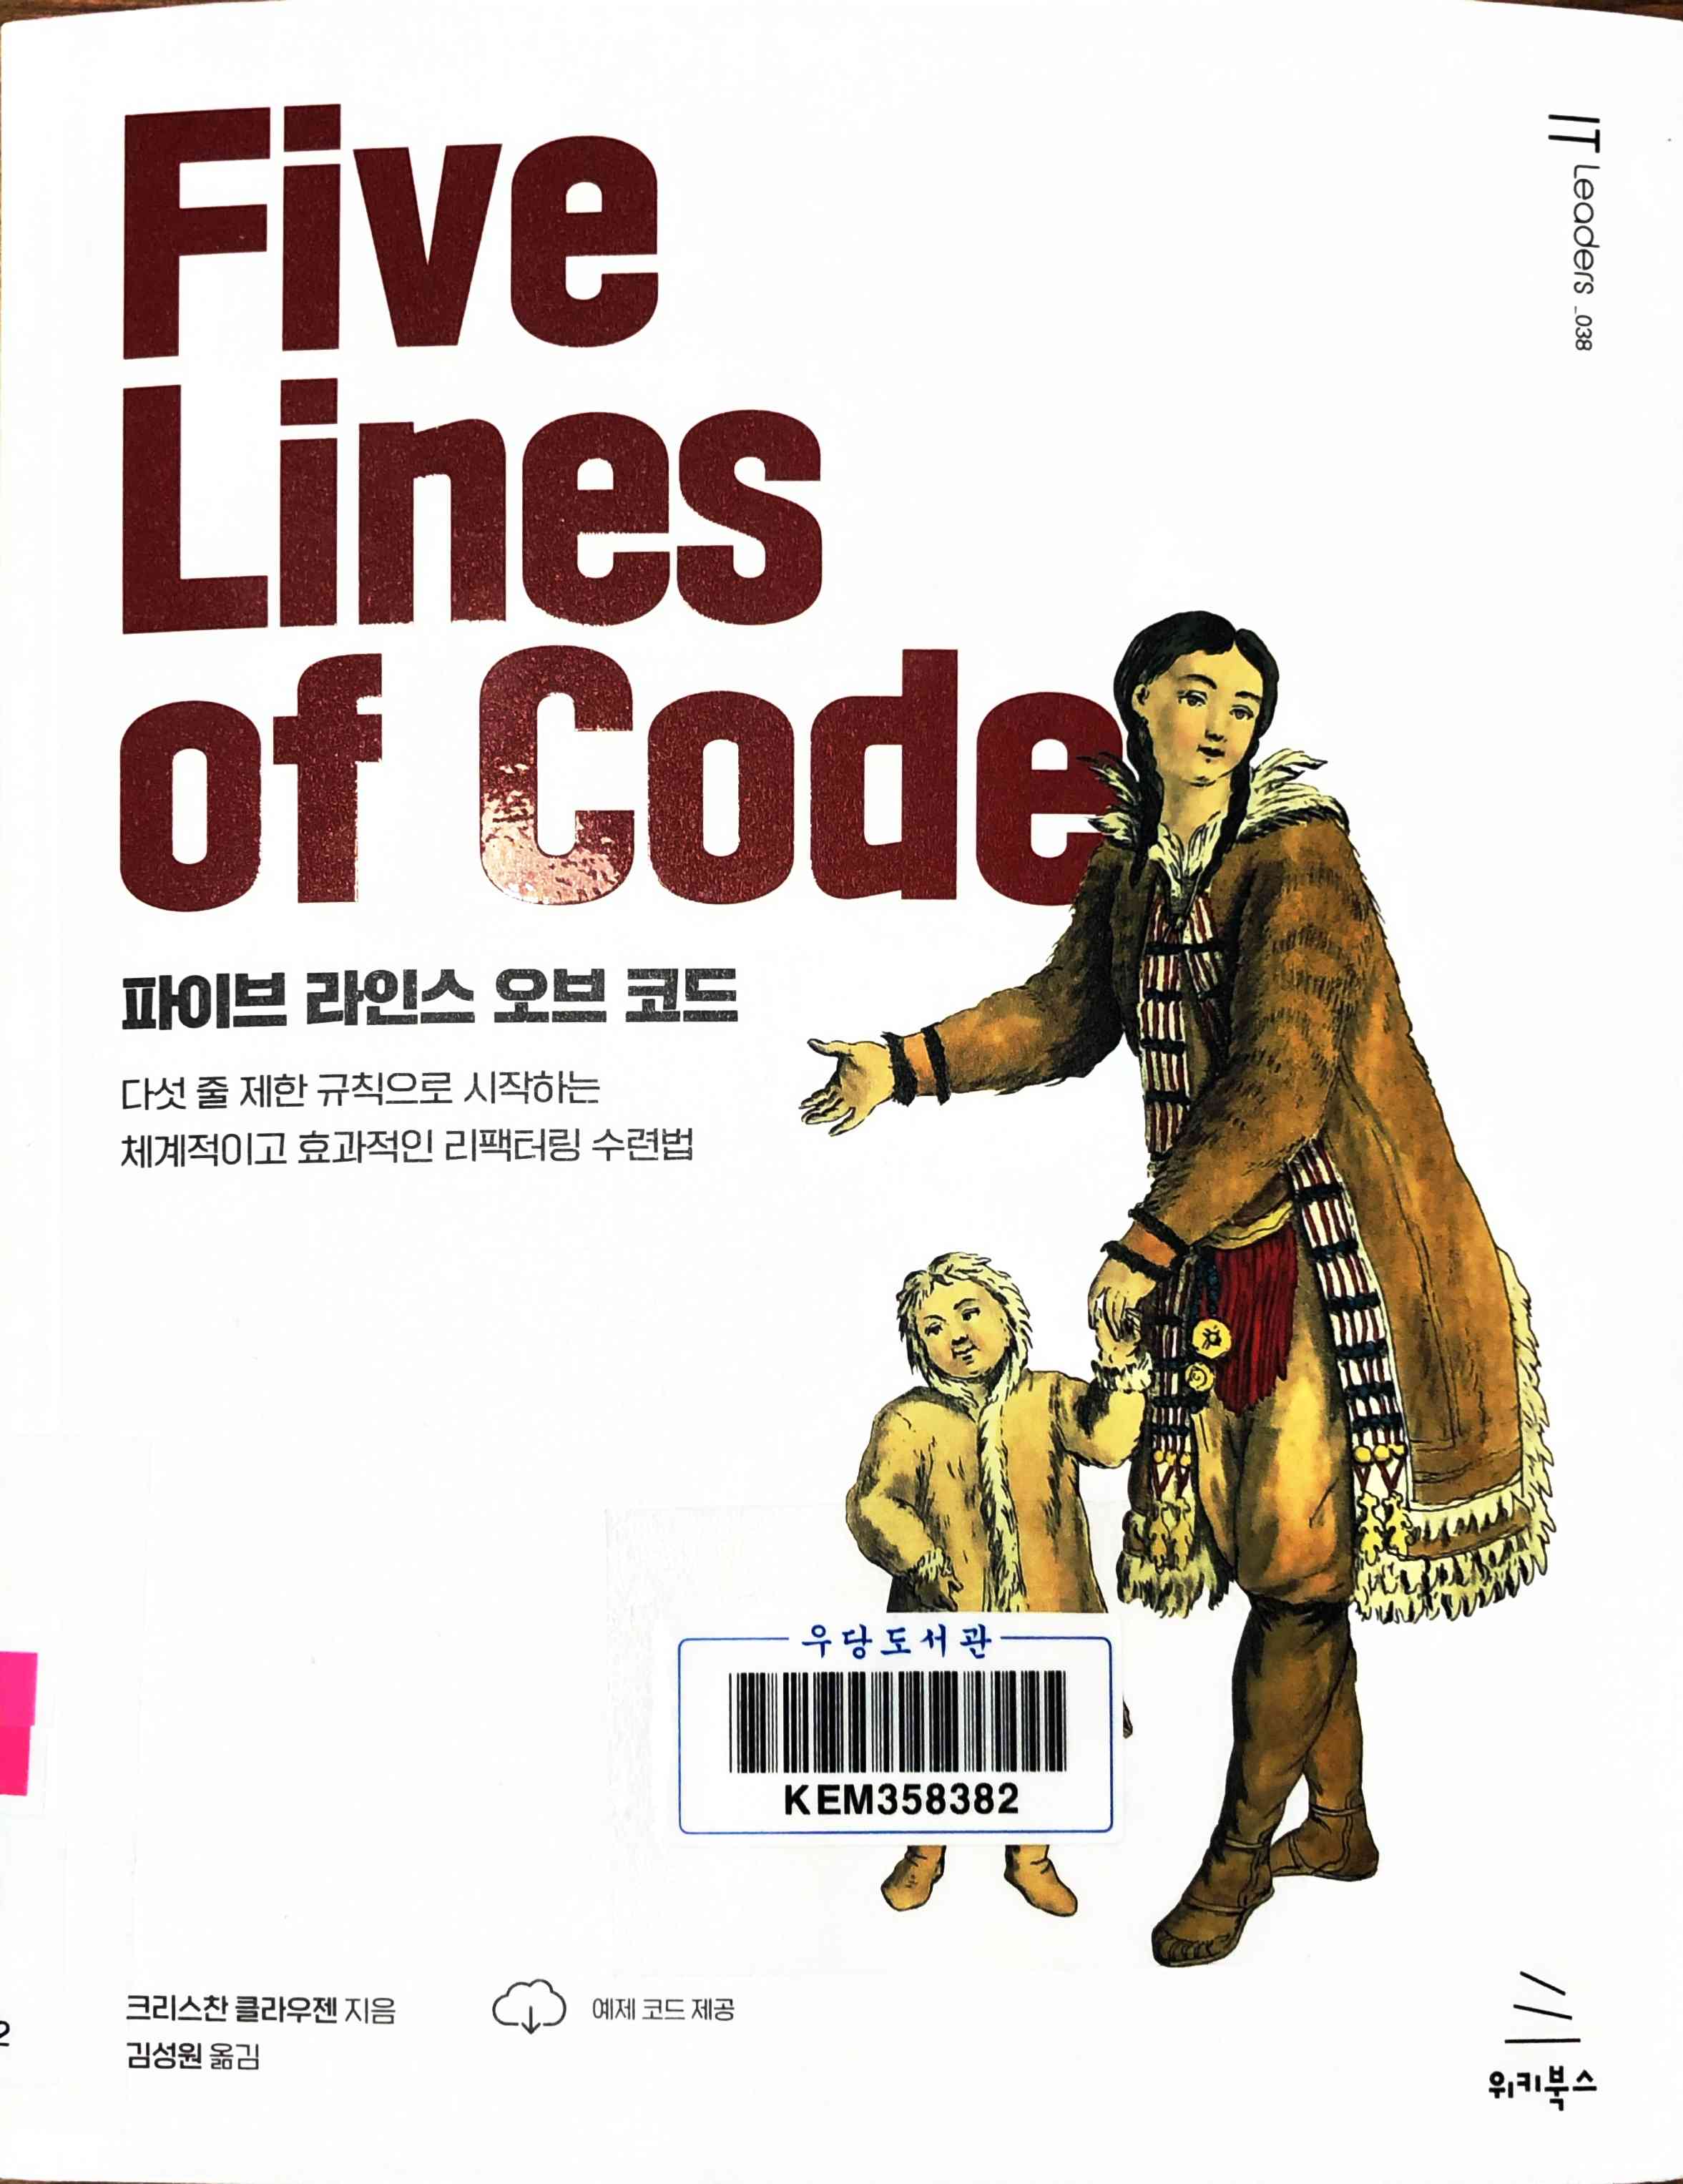 Five
Lines
of Code
IT Leaders _038
파이브 라인스 오브 코드
다섯 줄 제한 규칙으로 시작하는
체계적이고 효과적인 리팩터링 수련법
우당도서관
KEM358382
크리스찬 클라우젠 지음
김성원 옮김
예제 코드 제공
위키북스
2